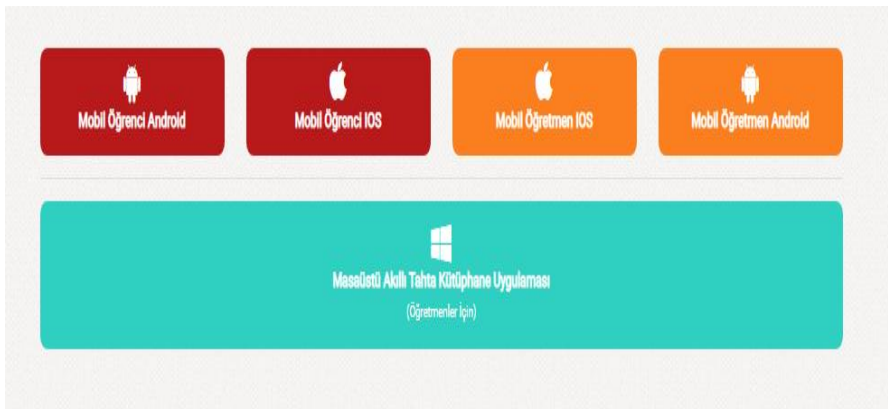 Mobil Öğrenci Android
Mobil Öğrenci IOS
Mobil Öğretmen IOS
Mobil Öğretmen Android
Masaüstü Akıllı Tahta Kütüphane Uygulaması
(Öğretmenler İçin)